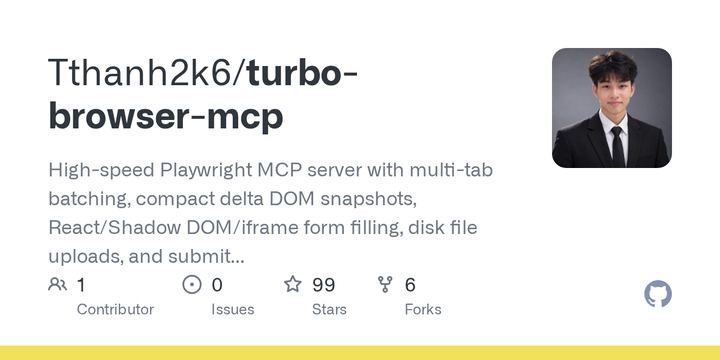 Tthanh2k6/turbo-
browser-mcp
High-speed Playwright MCP server with multi-tab
batching, compact delta DOM snapshots,
React/Shadow DOM/iframe form filling, disk file
uploads, and submit...
1 0 99 6
Contributor Issues Stars Forks